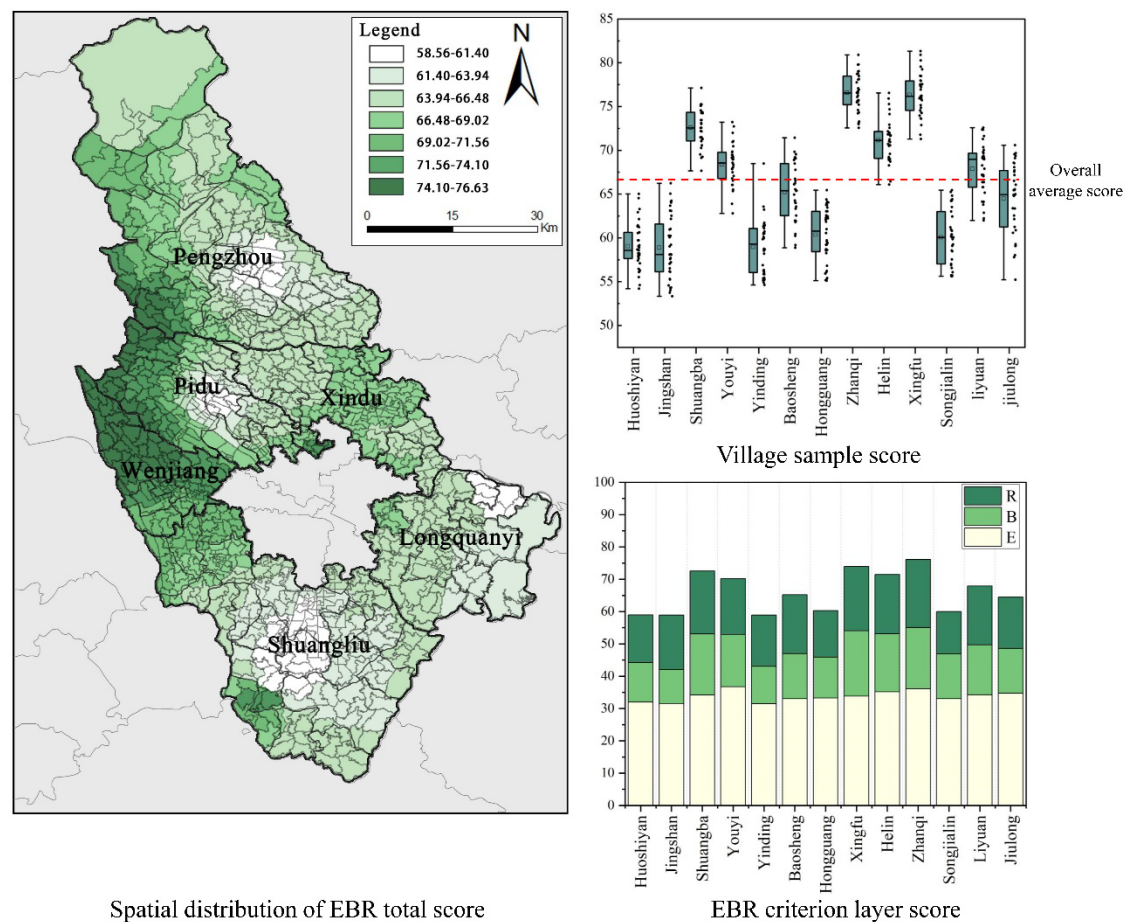 Legend
58.56-61.40
61.40-63.94
63.94-66.48
66.48-69.02
69.02-71.56
71.56-74.10
74.10-76.63
0 15 30
Km
N
Pengzhou
Pidu
Xindu
Wenjiang
Longquanyi
Shuangliu
Spatial distribution of EBR total score
85
80
75
70
65
60
55
50
Overall
average score
Huoshiyan
Jingshan
Shuangba
Youyi
Yinding
Baosheng
Hongguang
Zhanqi
Helin
Xingfu
Songjialin
liyuan
jiulong
Village sample score
100
90
80
70
60
50
40
30
20
10
0
R
B
E
Huoshiyan
Jingshan
Shuangba
Youyi
Yinding
Baosheng
Hongguang
Xingfu
Helin
Zhanqi
Songjialin
Liyuan
Jiulong
EBR criterion layer score